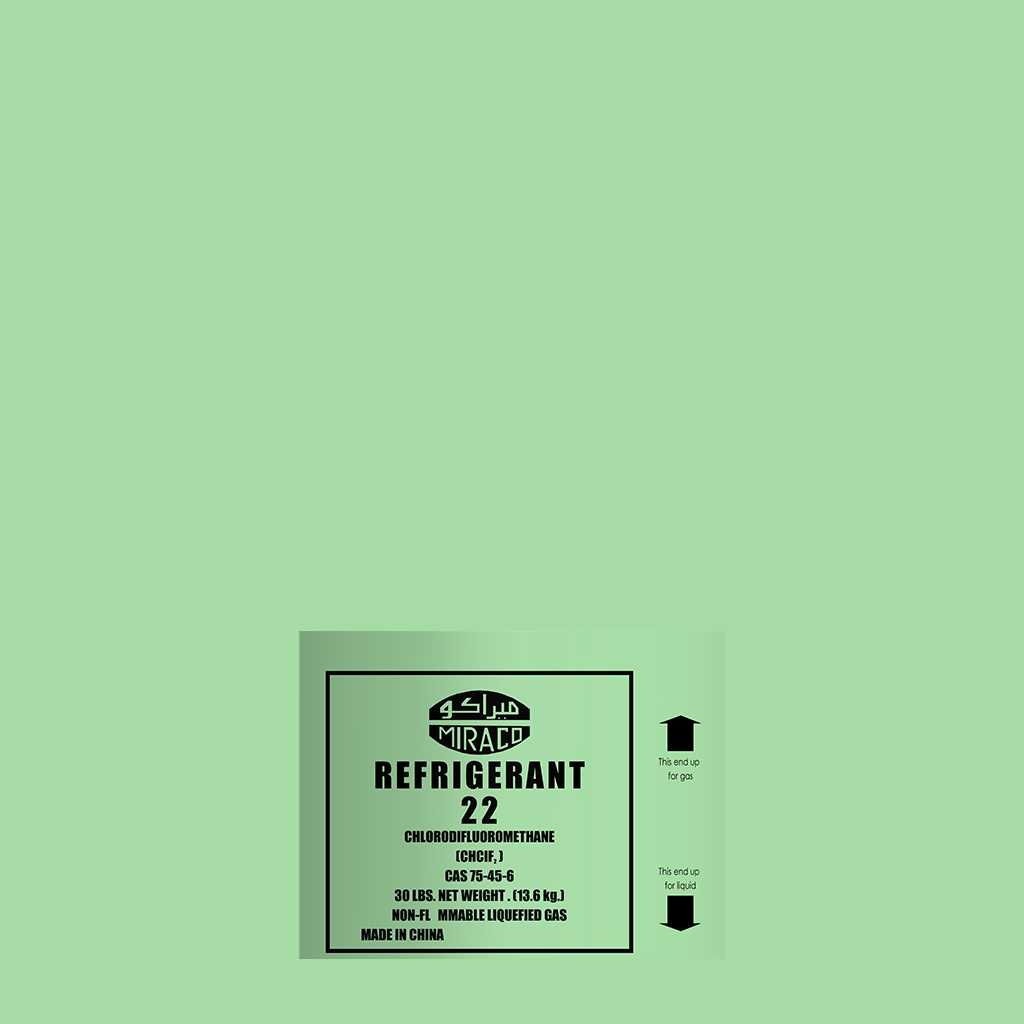 ميراكو
MIRACO
REFRIGERANT
22
CHLORODIFLUOROMETHANE
(CHCIF, )
CAS 75-45-6
30 LBS. NET WEIGHT . (13.6 kg.)
NON-FL MMABLE LIQUEFIED GAS
MADE IN CHINA
This end up
for gas
This end up
for liquid